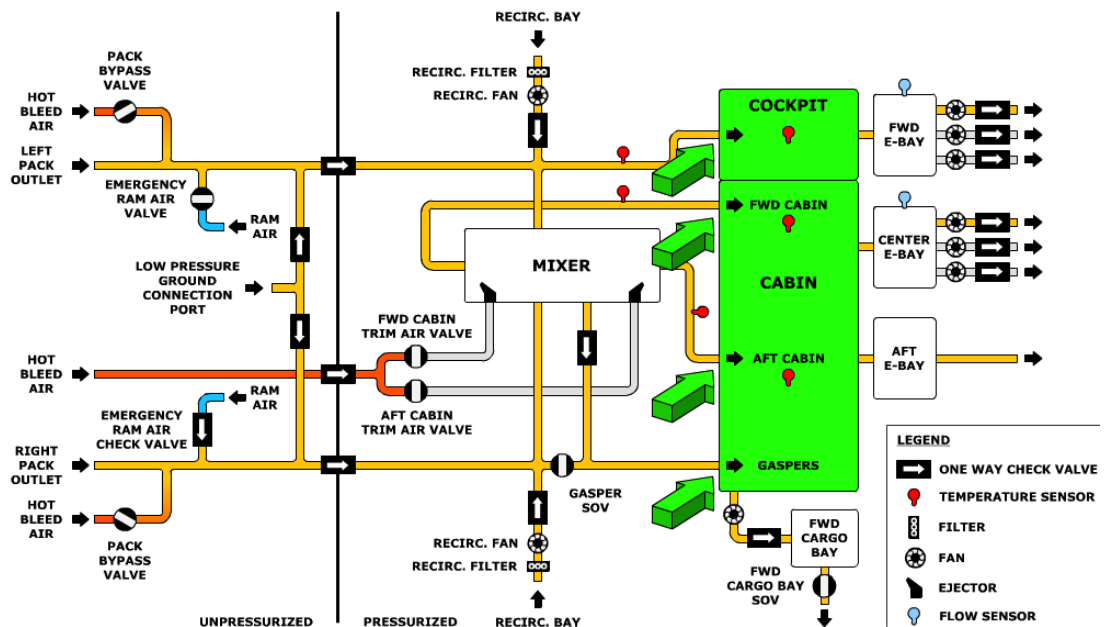 RECIRC. BAY
PACK
BYPASS
VALVE
RECIRC. FILTER
RECIRC. FAN
HOT
BLEED
AIR
LEFT
PACK
OUTLET
EMERGENCY
RAM AIR
VALVE
RAM
AIR
COCKPIT
FWD
E-BAY
FWD CABIN
CENTER
E-BAY
MIXER
CABIN
LOW PRESSURE
GROUND
CONNECTION
PORT
FWD CABIN
TRIM AIR VALVE
HOT
BLEED
AIR
AFT CABIN
AFT
E-BAY
RAM
AIR
EMERGENCY
RAM AIR
CHECK VALVE
AFT CABIN
TRIM AIR VALVE
RIGHT
PACK
OUTLET
GASPERS
GASPER
SOV
HOT
BLEED
AIR
PACK
BYPASS
VALVE
RECIRC. FAN
RECIRC. FILTER
FWD
CARGO
BAY
FWD
CARGO BAY
SOV
UNPRESSURIZED
PRESSURIZED
RECIRC. BAY
LEGEND
ONE WAY CHECK VALVE
TEMPERATURE SENSOR
FILTER
FAN
EJECTOR
FLOW SENSOR